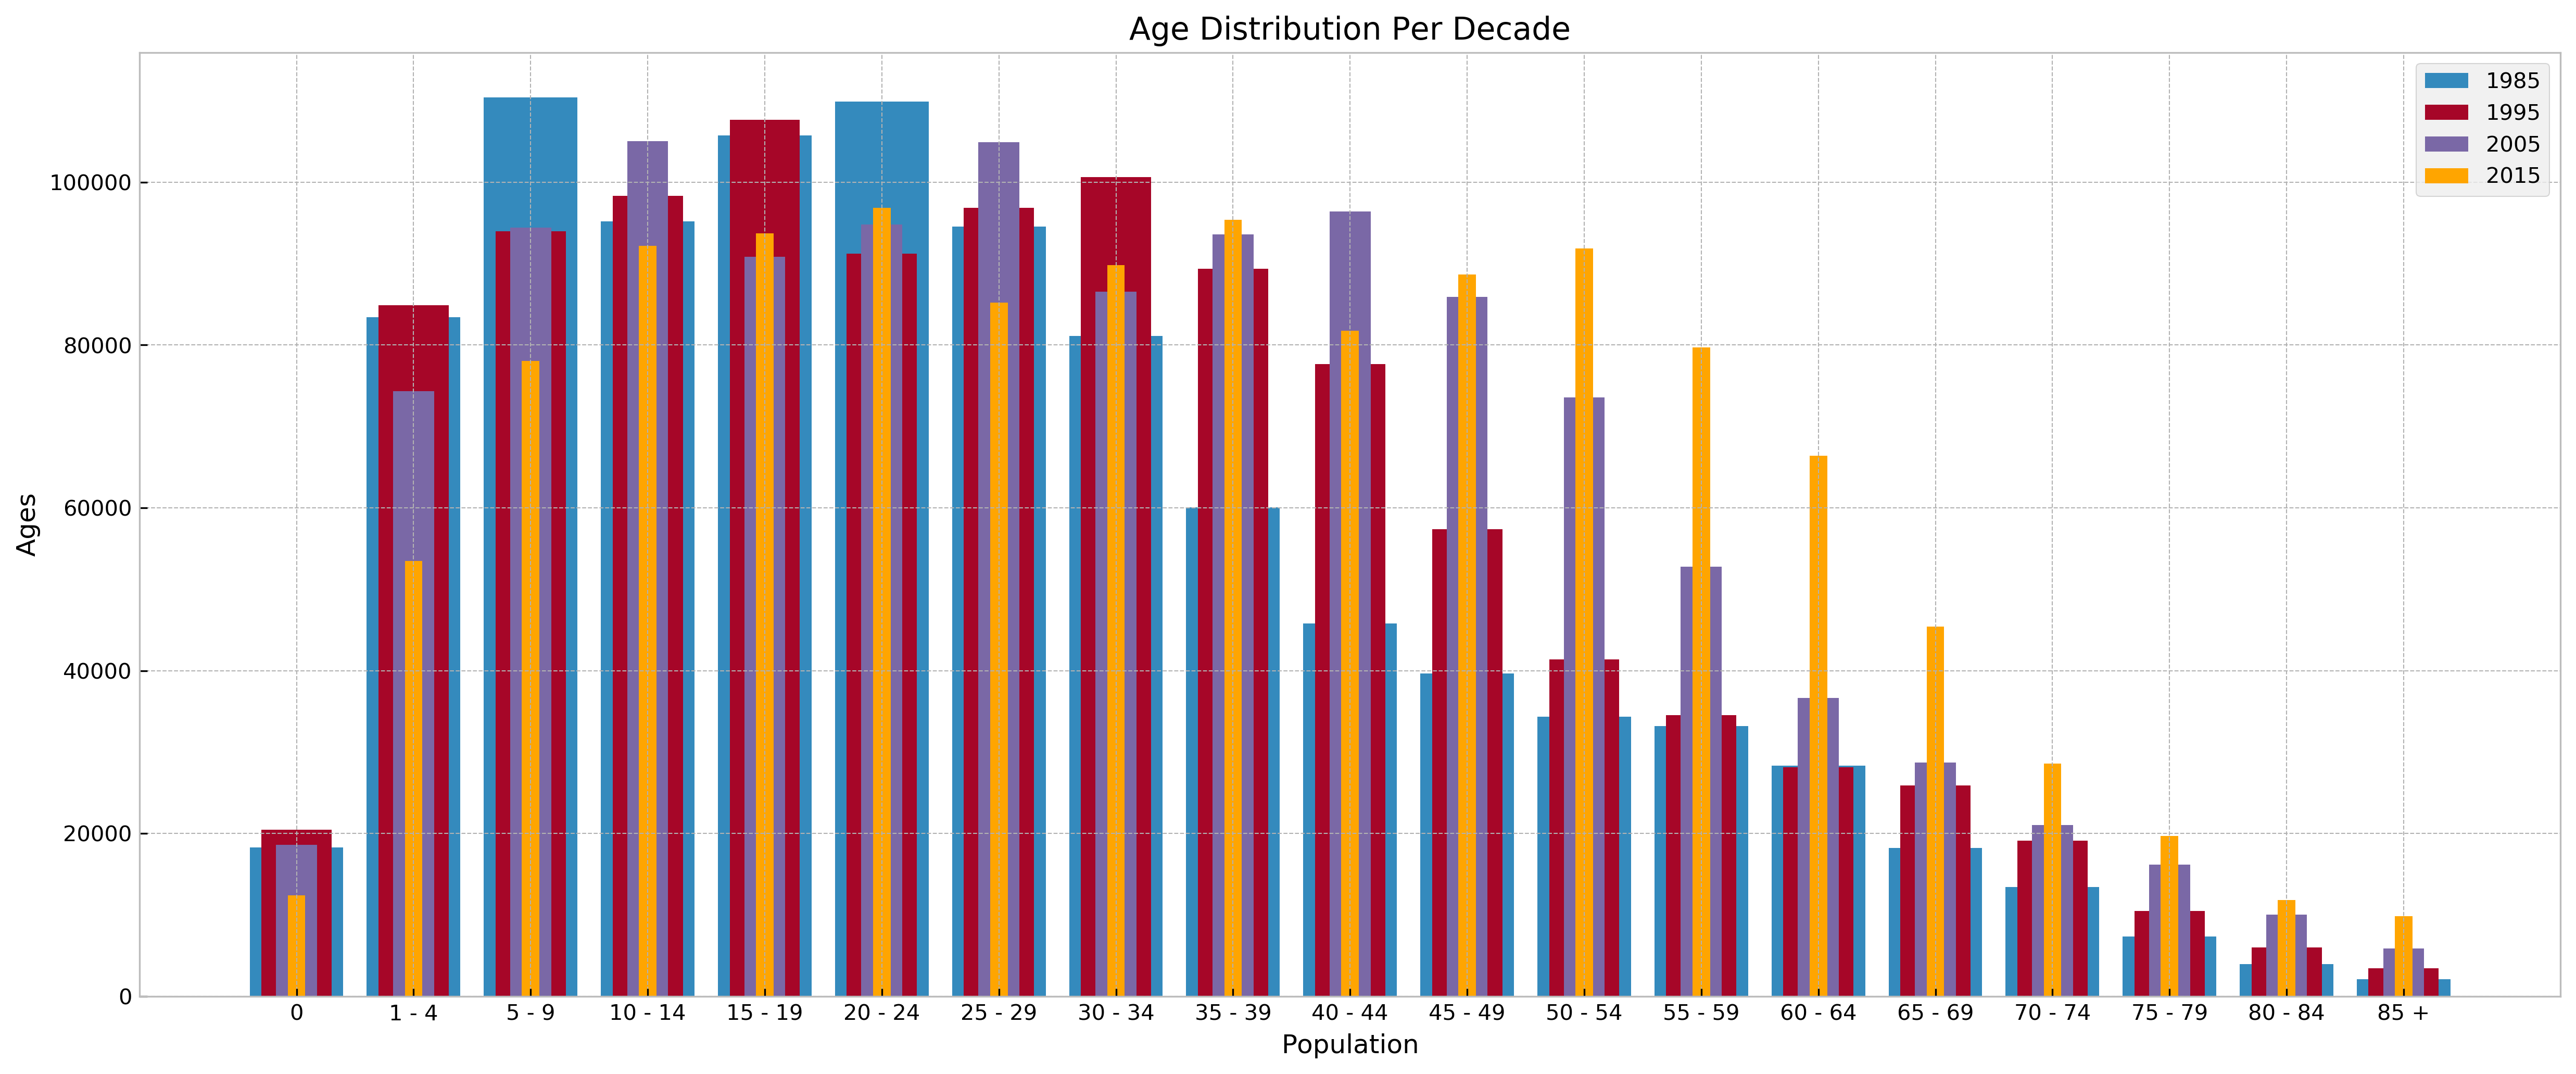 Age Distribution Per Decade
1985
1995
2005
2015
Ages
100000
80000
60000
40000
20000
0
0 1 - 4 5 - 9 10 - 14 15 - 19 20 - 24 25 - 29 30 - 34 35 - 39 40 - 44 45 - 49 50 - 54 55 - 59 60 - 64 65 - 69 70 - 74 75 - 79 80 - 84 85 +
Population